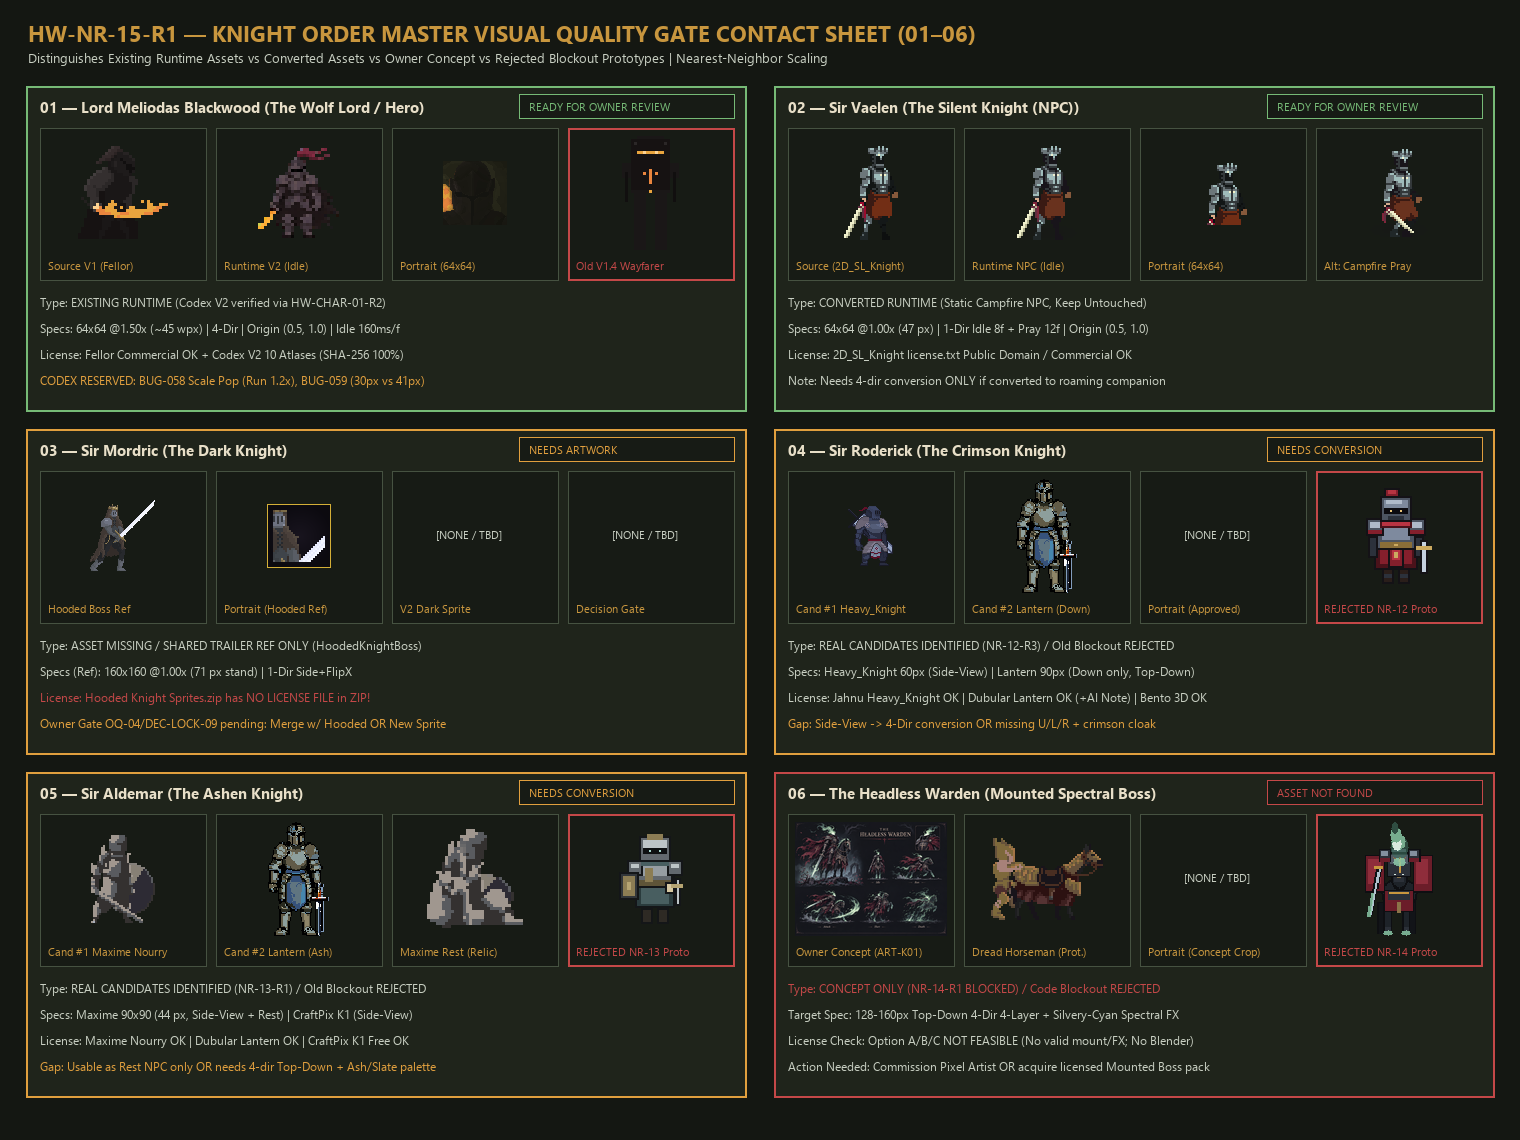 HW-NR-15-R1 — KNIGHT ORDER MASTER VISUAL QUALITY GATE CONTACT SHEET (01–06)
Distinguishes Existing Runtime Assets vs Converted Assets vs Owner Concept vs Rejected Blockout Prototypes | Nearest-Neighbor Scaling
01 — Lord Meliodas Blackwood (The Wolf Lord / Hero)
READY FOR OWNER REVIEW
Source V1 (Fellor)
Runtime V2 (Idle)
Portrait (64x64)
Old V1.4 Wayfarer
Type: EXISTING RUNTIME (Codex V2 verified via HW-CHAR-01-R2)
Specs: 64x64 @1.50x (~45 wpx) | 4-Dir | Origin (0.5, 1.0) | Idle 160ms/f
License: Fellor Commercial OK + Codex V2 10 Atlases (SHA-256 100%)
CODEX RESERVED: BUG-058 Scale Pop (Run 1.2x), BUG-059 (30px vs 41px)
02 — Sir Vaelen (The Silent Knight (NPC))
READY FOR OWNER REVIEW
Source (2D_SL_Knight)
Runtime NPC (Idle)
Portrait (64x64)
Alt: Campfire Pray
Type: CONVERTED RUNTIME (Static Campfire NPC, Keep Untouched)
Specs: 64x64 @1.00x (47 px) | 1-Dir Idle 8f + Pray 12f | Origin (0.5, 1.0)
License: 2D_SL_Knight license.txt Public Domain / Commercial OK
Note: Needs 4-dir conversion ONLY if converted to roaming companion
03 — Sir Mordric (The Dark Knight)
NEEDS ARTWORK
Hooded Boss Ref
Portrait (Hooded Ref)
[NONE / TBD]
V2 Dark Sprite
[NONE / TBD]
Decision Gate
Type: ASSET MISSING / SHARED TRAILER REF ONLY (HoodedKnightBoss)
Specs (Ref): 160x160 @1.00x (71 px stand) | 1-Dir Side+FlipX
License: Hooded Knight Sprites.zip has NO LICENSE FILE in ZIP!
Owner Gate OQ-04/DEC-LOCK-09 pending: Merge w/ Hooded OR New Sprite
04 — Sir Roderick (The Crimson Knight)
NEEDS CONVERSION
Cand #1 Heavy_Knight
Cand #2 Lantern (Down)
[NONE / TBD]
Portrait (Approved)
REJECTED NR-12 Proto
Type: REAL CANDIDATES IDENTIFIED (NR-12-R3) / Old Blockout REJECTED
Specs: Heavy_Knight 60px (Side-View) | Lantern 90px (Down only, Top-Down)
License: Jahnu Heavy_Knight OK | Dubular Lantern OK (+AI Note) | Bento 3D OK
Gap: Side-View -> 4-Dir conversion OR missing U/L/R + crimson cloak
05 — Sir Aldemar (The Ashen Knight)
NEEDS CONVERSION
Cand #1 Maxime Nourry
Cand #2 Lantern (Ash)
Maxime Rest (Relic)
REJECTED NR-13 Proto
Type: REAL CANDIDATES IDENTIFIED (NR-13-R1) / Old Blockout REJECTED
Specs: Maxime 90x90 (44 px, Side-View + Rest) | CraftPix K1 (Side-View)
License: Maxime Nourry OK | Dubular Lantern OK | CraftPix K1 Free OK
Gap: Usable as Rest NPC only OR needs 4-dir Top-Down + Ash/Slate palette
06 — The Headless Warden (Mounted Spectral Boss)
ASSET NOT FOUND
THE
HEADLESS WARDEN
Owner Concept (ART-K01)
Dread Horseman (Prot.)
[NONE / TBD]
Portrait (Concept Crop)
REJECTED NR-14 Proto
Type: CONCEPT ONLY (NR-14-R1 BLOCKED) / Code Blockout REJECTED
Target Spec: 128-160px Top-Down 4-Dir 4-Layer + Silvery-Cyan Spectral FX
License Check: Option A/B/C NOT FEASIBLE (No valid mount/FX; No Blender)
Action Needed: Commission Pixel Artist OR acquire licensed Mounted Boss pack